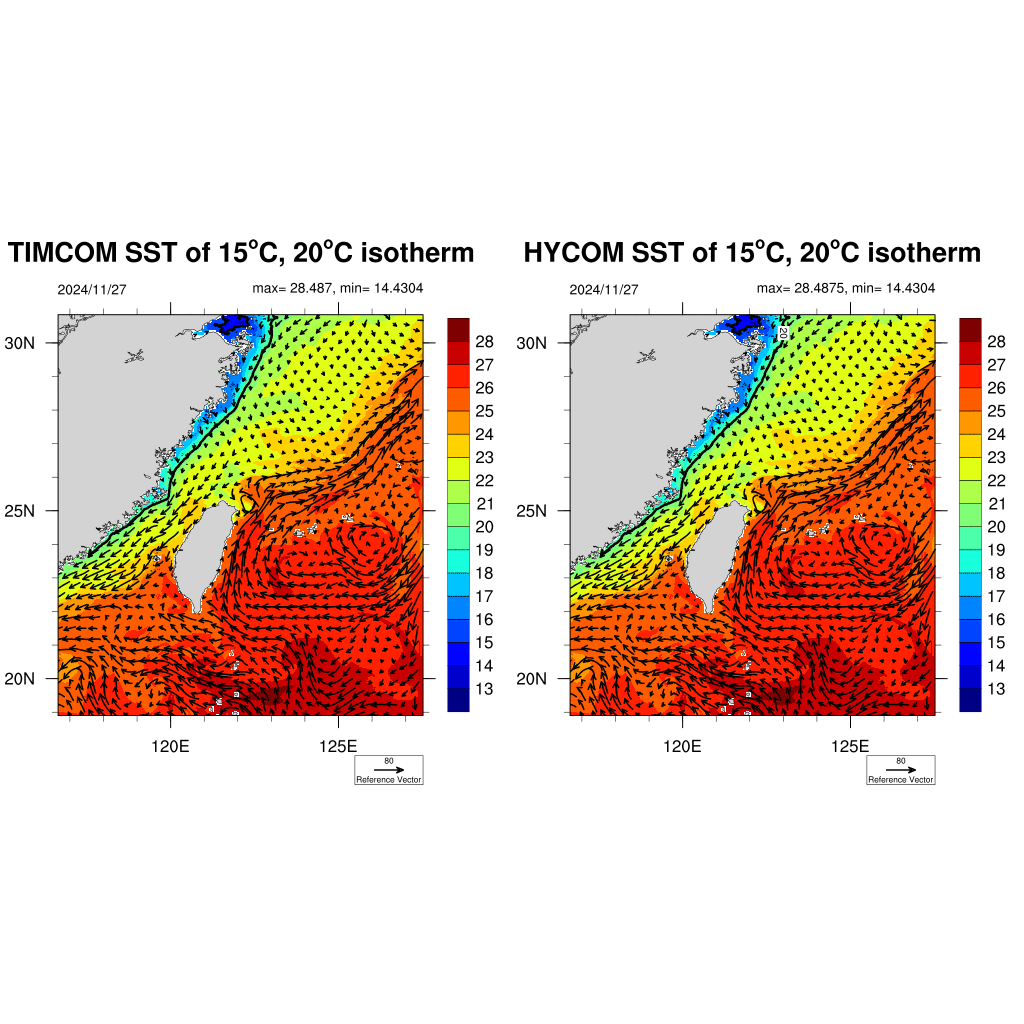 TIMCOM SST of 15°C, 20°C isotherm
2024/11/27 max= 28.487, min= 14.4304
30N
25N
20N
120E 125E
28
27
26
25
24
23
22
21
20
19
18
17
16
15
14
13
80
Reference Vector
HYCOM SST of 15°C, 20°C isotherm
2024/11/27 max= 28.4875, min= 14.4304
20
30N
25N
20N
120E 125E
28
27
26
25
24
23
22
21
20
19
18
17
16
15
14
13
80
Reference Vector